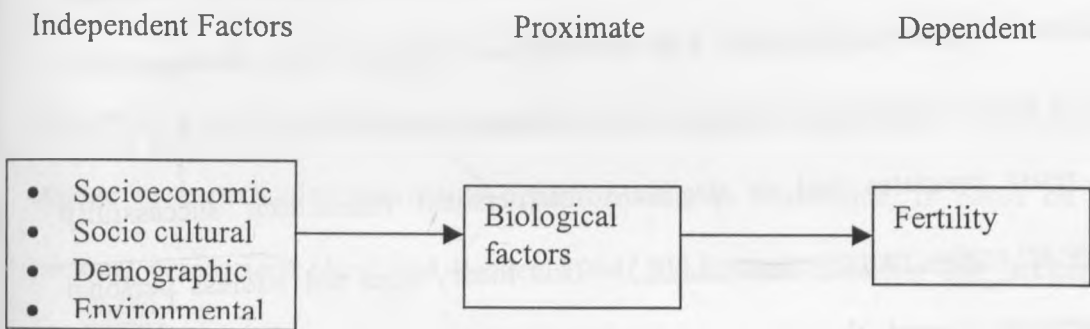 Independent Factors Proximate Dependent
• Socioeconomic
• Socio cultural
• Demographic
• Environmental
Biological
factors
Fertility